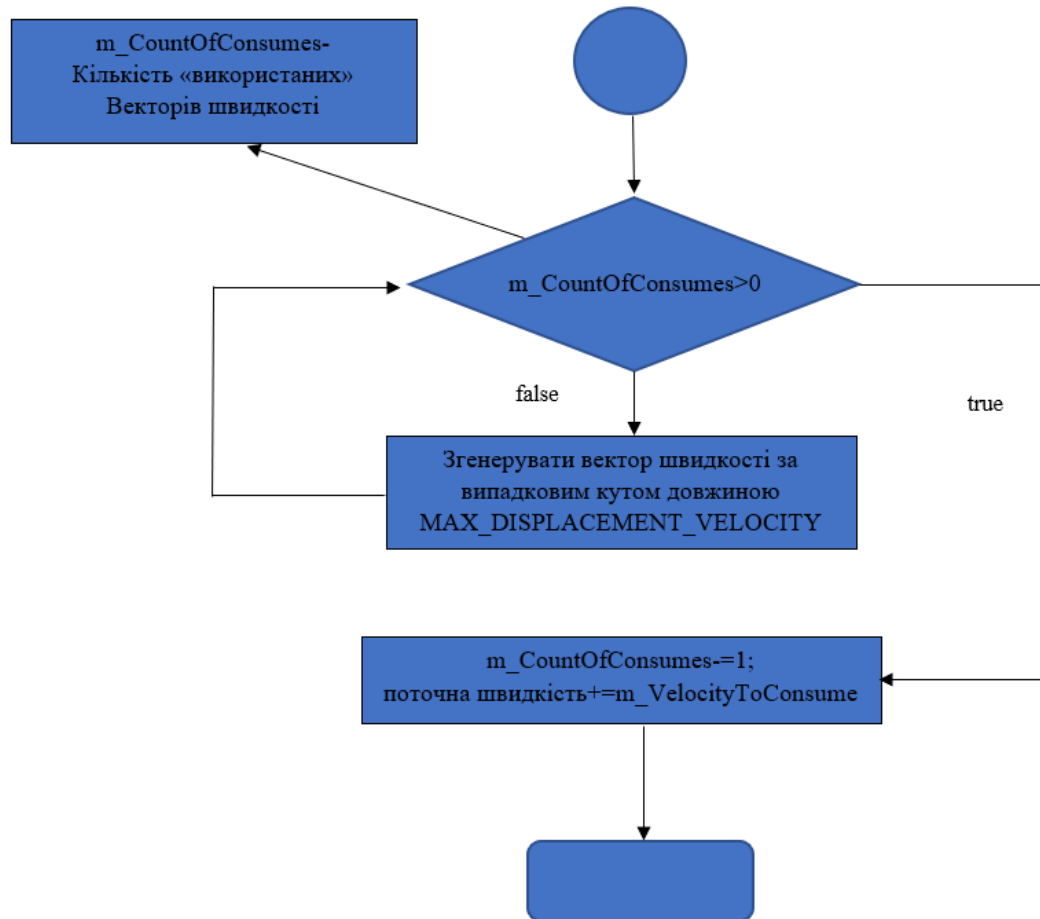 m_CountOfConsumes-
Кількість «використаних»
Векторів швидкості
m_CountOfConsumes>0
false
true
Згенерувати вектор швидкості за
випадковим кутом довжиною
MAX_DISPLACEMENT_VELOCITY
m_CountOfConsumes-=1;
поточна швидкість+=m_VelocityToConsume